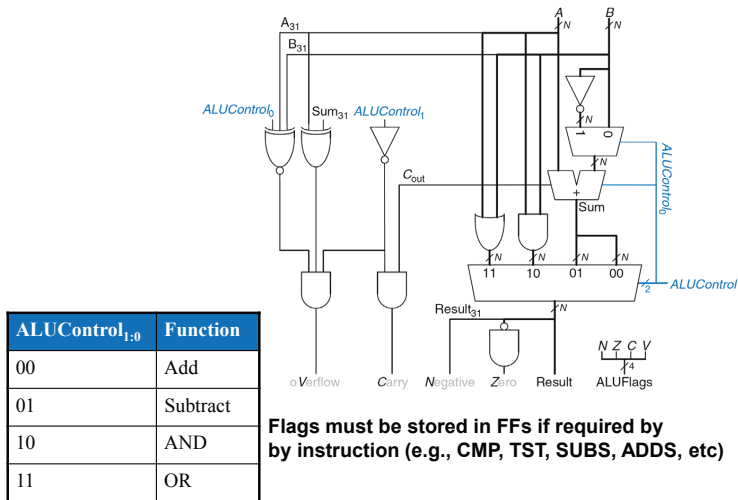 A B
N N
A31
B31
ALUControl0 Sum31 ALUControl1
N
1 0
N
ALUControl0
Cout
+
Sum
N N N N
11 10 01 00
2 ALUControl
Result31 N
N Z C V
4
oVerflow Carry Negative Zero Result ALUFlags
ALUControl1:0 Function
00 Add
01 Subtract
10 AND
11 OR
Flags must be stored in FFs if required by
by instruction (e.g., CMP, TST, SUBS, ADDS, etc)